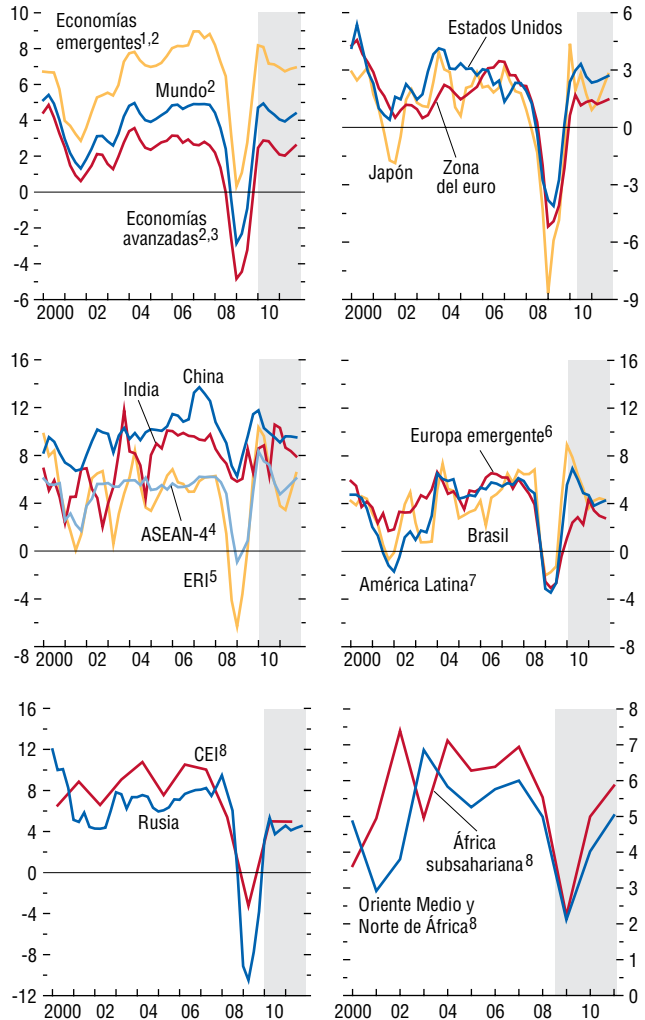 10
8
6
4
2
0
-2
-4
-6
Economías
emergentes1,2
Mundo2
Economías
avanzadas2,3
2000 02 04 06 08 10
6
3
0
-3
-6
-9
Estados Unidos
Japón
Zona
del euro
2000 02 04 06 08 10
16
12
8
4
0
-4
-8
India
China
ASEAN-44
ERI5
2000 02 04 06 08 10
16
12
8
4
0
-4
-8
Europa emergente6
Brasil
América Latina7
2000 02 04 06 08 10
16
12
8
4
0
-4
-8
-12
CEI8
Rusia
2000 02 04 06 08 10
8
7
6
5
4
3
2
1
0
África
subsahariana8
Oriente Medio y
Norte de África8
2000 02 04 06 08 10